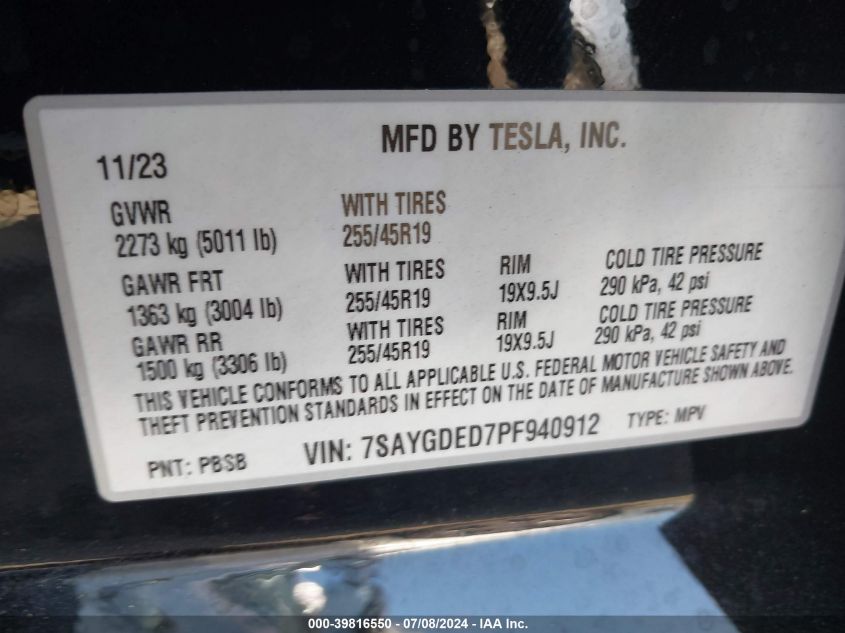 MFD BY TESLA, INC.
11/23
GVWR WITH TIRES
2273 kg (5011 lb) 255/45R19
GAWR FRT WITH TIRES RIM COLD TIRE PRESSURE
1363 kg (3004 lb) 255/45R19 19X9.5J 290 kPa, 42 psi
GAWR RR WITH TIRES RIM COLD TIRE PRESSURE
1500 kg (3306 lb) 255/45R19 19X9.5J 290 kPa, 42 psi
THIS VEHICLE CONFORMS TO ALL APPLICABLE U.S. FEDERAL MOTOR VEHICLE SAFETY AND
THEFT PREVENTION STANDARDS IN EFFECT ON THE DATE OF MANUFACTURE SHOWN ABOVE.
PNT: PBSB VIN: 7SAYGDED7PF940912 TYPE: MPV
000-39816550 - 07/08/2024 - IAA Inc.